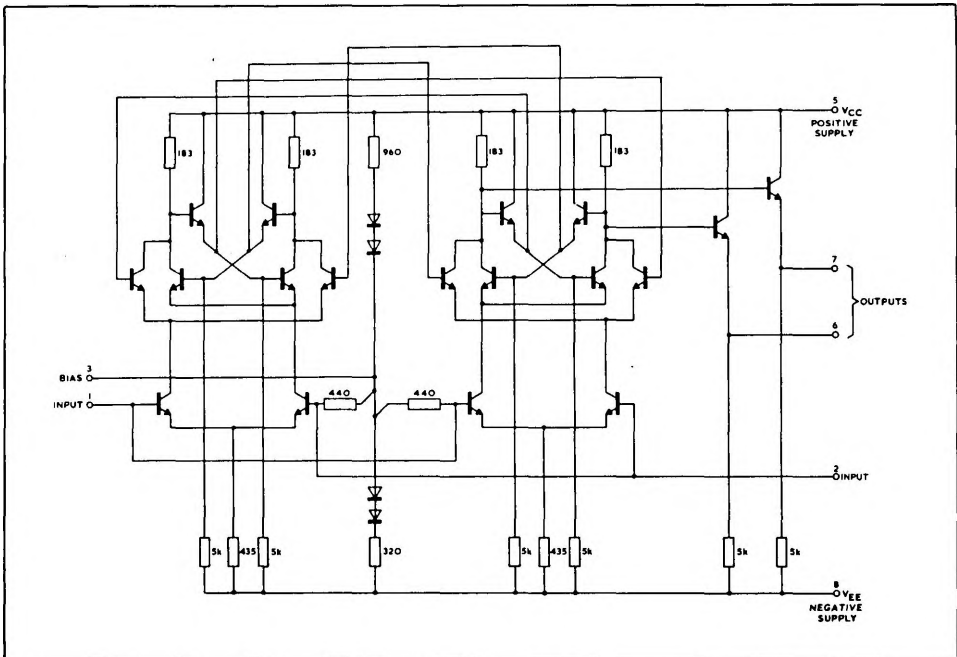 5
VCC
POSITIVE
SUPPLY
183
183
960
183
183
7
OUTPUTS
6
3
BIAS
440
440
1
INPUT
2
INPUT
5k
435
5k
320
5k
435
5k
5k
5k
8
VEE
NEGATIVE
SUPPLY